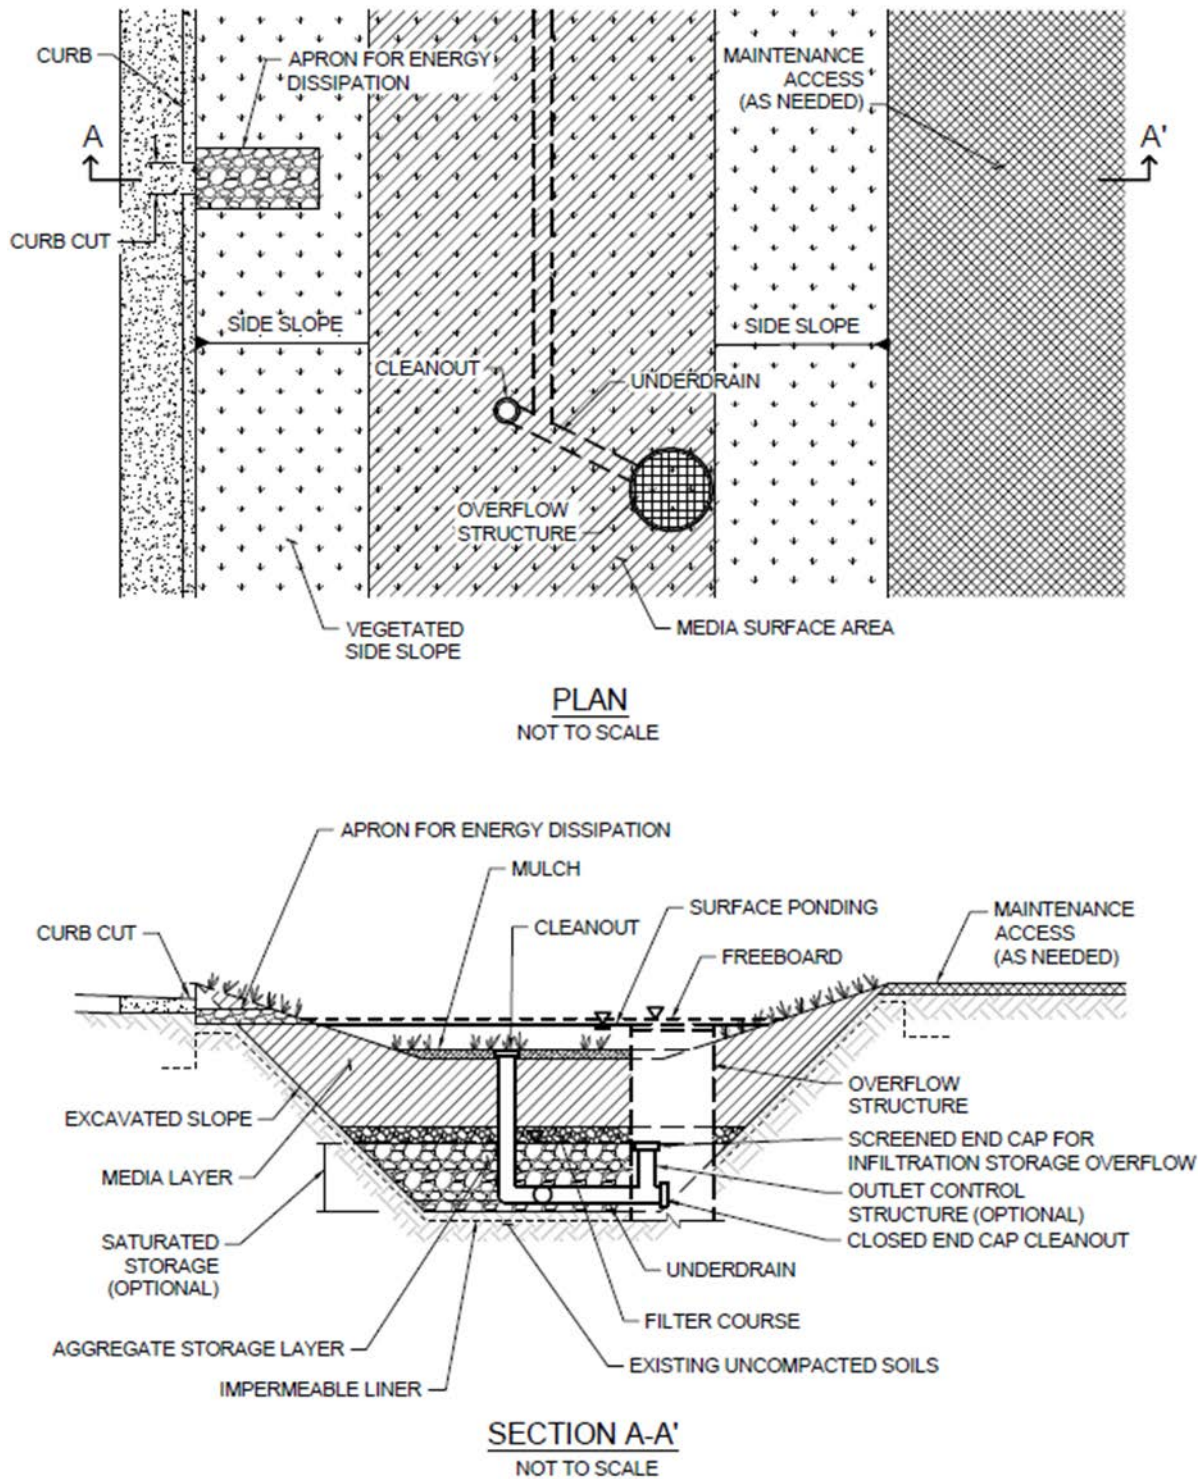 CURB
APRON FOR ENERGY
DISSIPATION
MAINTENANCE
ACCESS
(AS NEEDED)
A
A'
CURB CUT
SIDE SLOPE
SIDE SLOPE
CLEANOUT
UNDERDRAIN
OVERFLOW
STRUCTURE
VEGETATED
SIDE SLOPE
MEDIA SURFACE AREA
PLAN
NOT TO SCALE
APRON FOR ENERGY DISSIPATION
MULCH
CLEANOUT
SURFACE PONDING
FREEBOARD
MAINTENANCE
ACCESS
(AS NEEDED)
CURB CUT
EXCAVATED SLOPE
MEDIA LAYER
SATURATED
STORAGE
(OPTIONAL)
AGGREGATE STORAGE LAYER
IMPERMEABLE LINER
OVERFLOW
STRUCTURE
SCREENED END CAP FOR
INFILTRATION STORAGE OVERFLOW
OUTLET CONTROL
STRUCTURE (OPTIONAL)
CLOSED END CAP CLEANOUT
UNDERDRAIN
FILTER COURSE
EXISTING UNCOMPACTED SOILS
SECTION A-A'
NOT TO SCALE